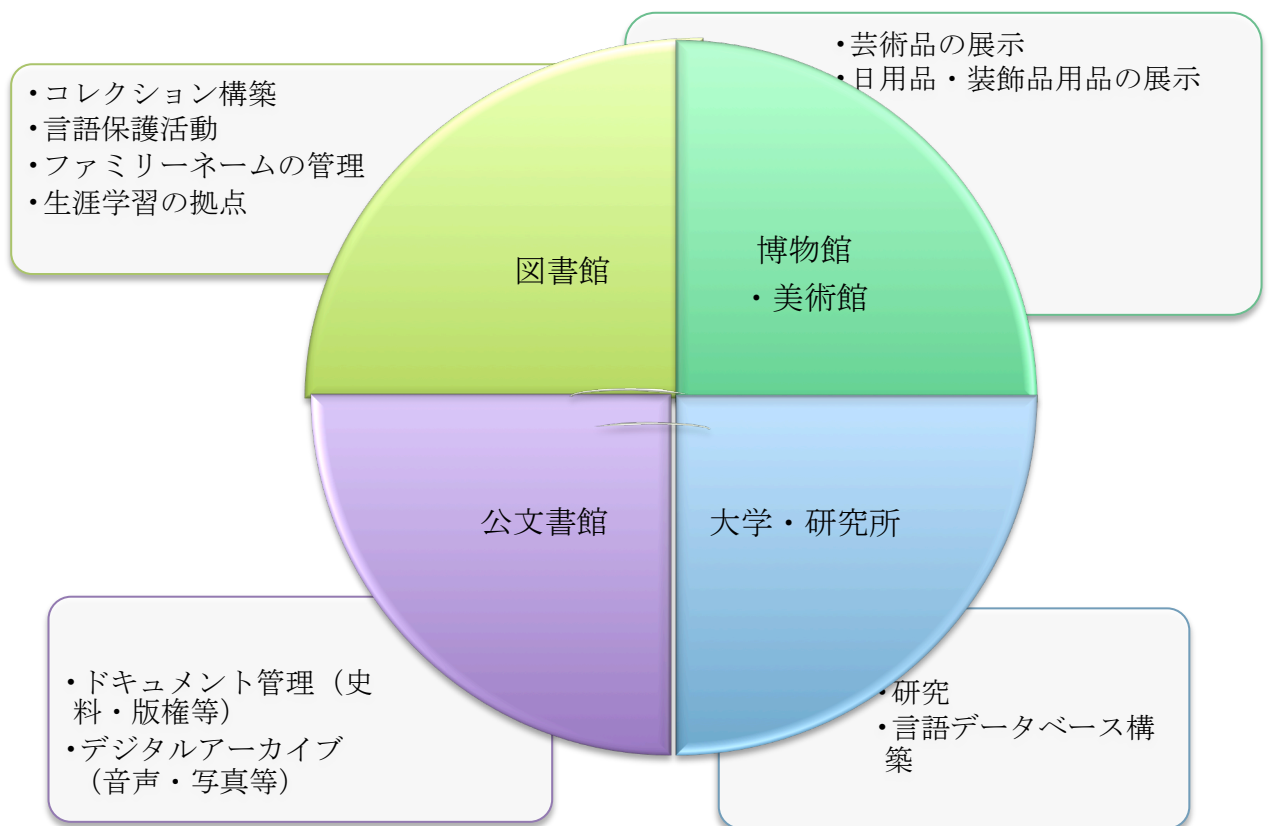 ・コレクション構築
・言語保護活動
・ファミリーネームの管理
・生涯学習の拠点
・芸術品の展示
・日用品・装飾品用品の展示
図書館
博物館
・美術館
公文書館
大学・研究所
・ドキュメント管理（史
料・版権等）
・デジタルアーカイブ
（音声・写真等）
・研究
・言語データベース構
築